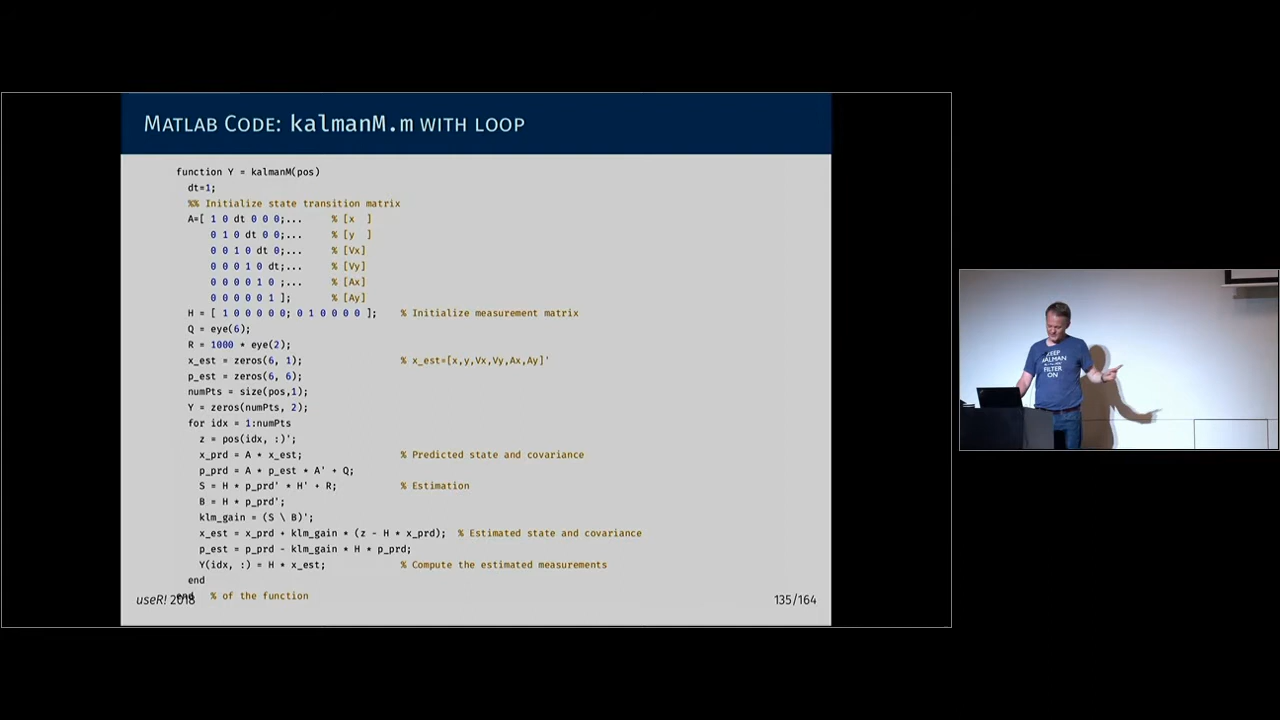 MATLAB CODE: kalmanM.m WITH LOOP
function Y = kalmanM(pos)
dt=1;
%% Initialize state transition matrix
A=[ 1 0 dt 0 0 0;... % [x ]
0 1 0 dt 0 0;... % [y ]
0 0 1 0 dt 0;... % [Vx]
0 0 0 1 0 dt;... % [Vy]
0 0 0 0 1 0 ;... % [Ax]
0 0 0 0 0 1 ]; % [Ay]
H = [ 1 0 0 0 0 0; 0 1 0 0 0 0 ]; % Initialize measurement matrix
Q = eye(6);
R = 1000 * eye(2);
x_est = zeros(6, 1); % x_est=[x,y,Vx,Vy,Ax,Ay]'
p_est = zeros(6, 6);
numPts = size(pos,1);
Y = zeros(numPts, 2);
for idx = 1:numPts
z = pos(idx, :)';
x_prd = A * x_est; % Predicted state and covariance
p_prd = A * p_est * A' + Q;
S = H * p_prd' * H' + R; % Estimation
B = H * p_prd';
klm_gain = (S \ B)';
x_est = x_prd + klm_gain * (z - H * x_prd); % Estimated state and covariance
p_est = p_prd - klm_gain * H * p_prd;
Y(idx, :) = H * x_est; % Compute the estimated measurements
end
end % of the function
useR! 2018
135/164
KEEP
KALMAN
FILTER
ON